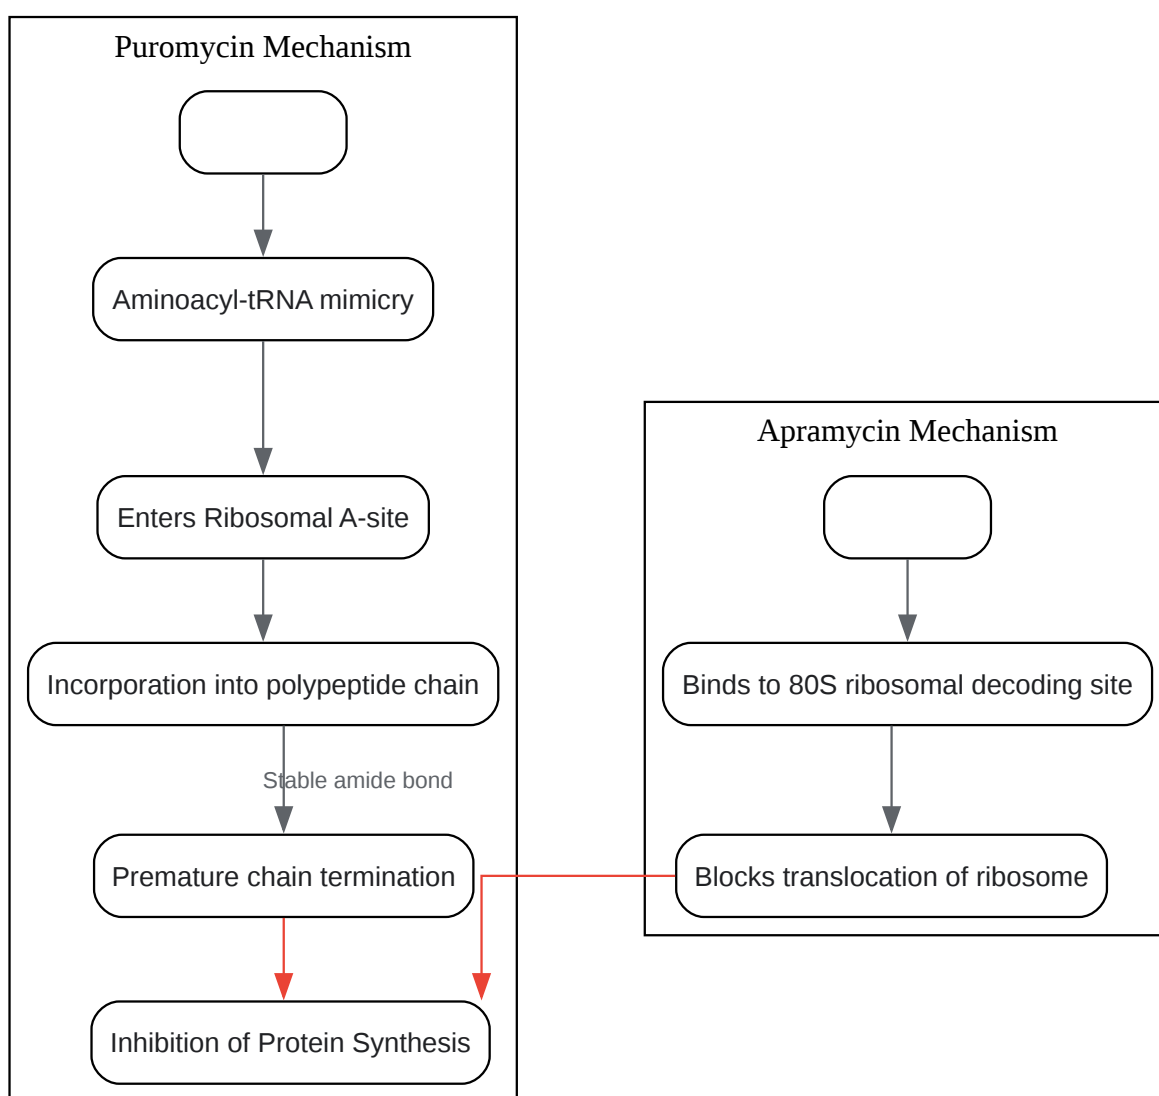 Puromycin Mechanism
Aminoacyl-tRNA mimicry
Enters Ribosomal A-site
Incorporation into polypeptide chain
Stable amide bond
Premature chain termination
Inhibition of Protein Synthesis
Apramycin Mechanism
Binds to 80S ribosomal decoding site
Blocks translocation of ribosome